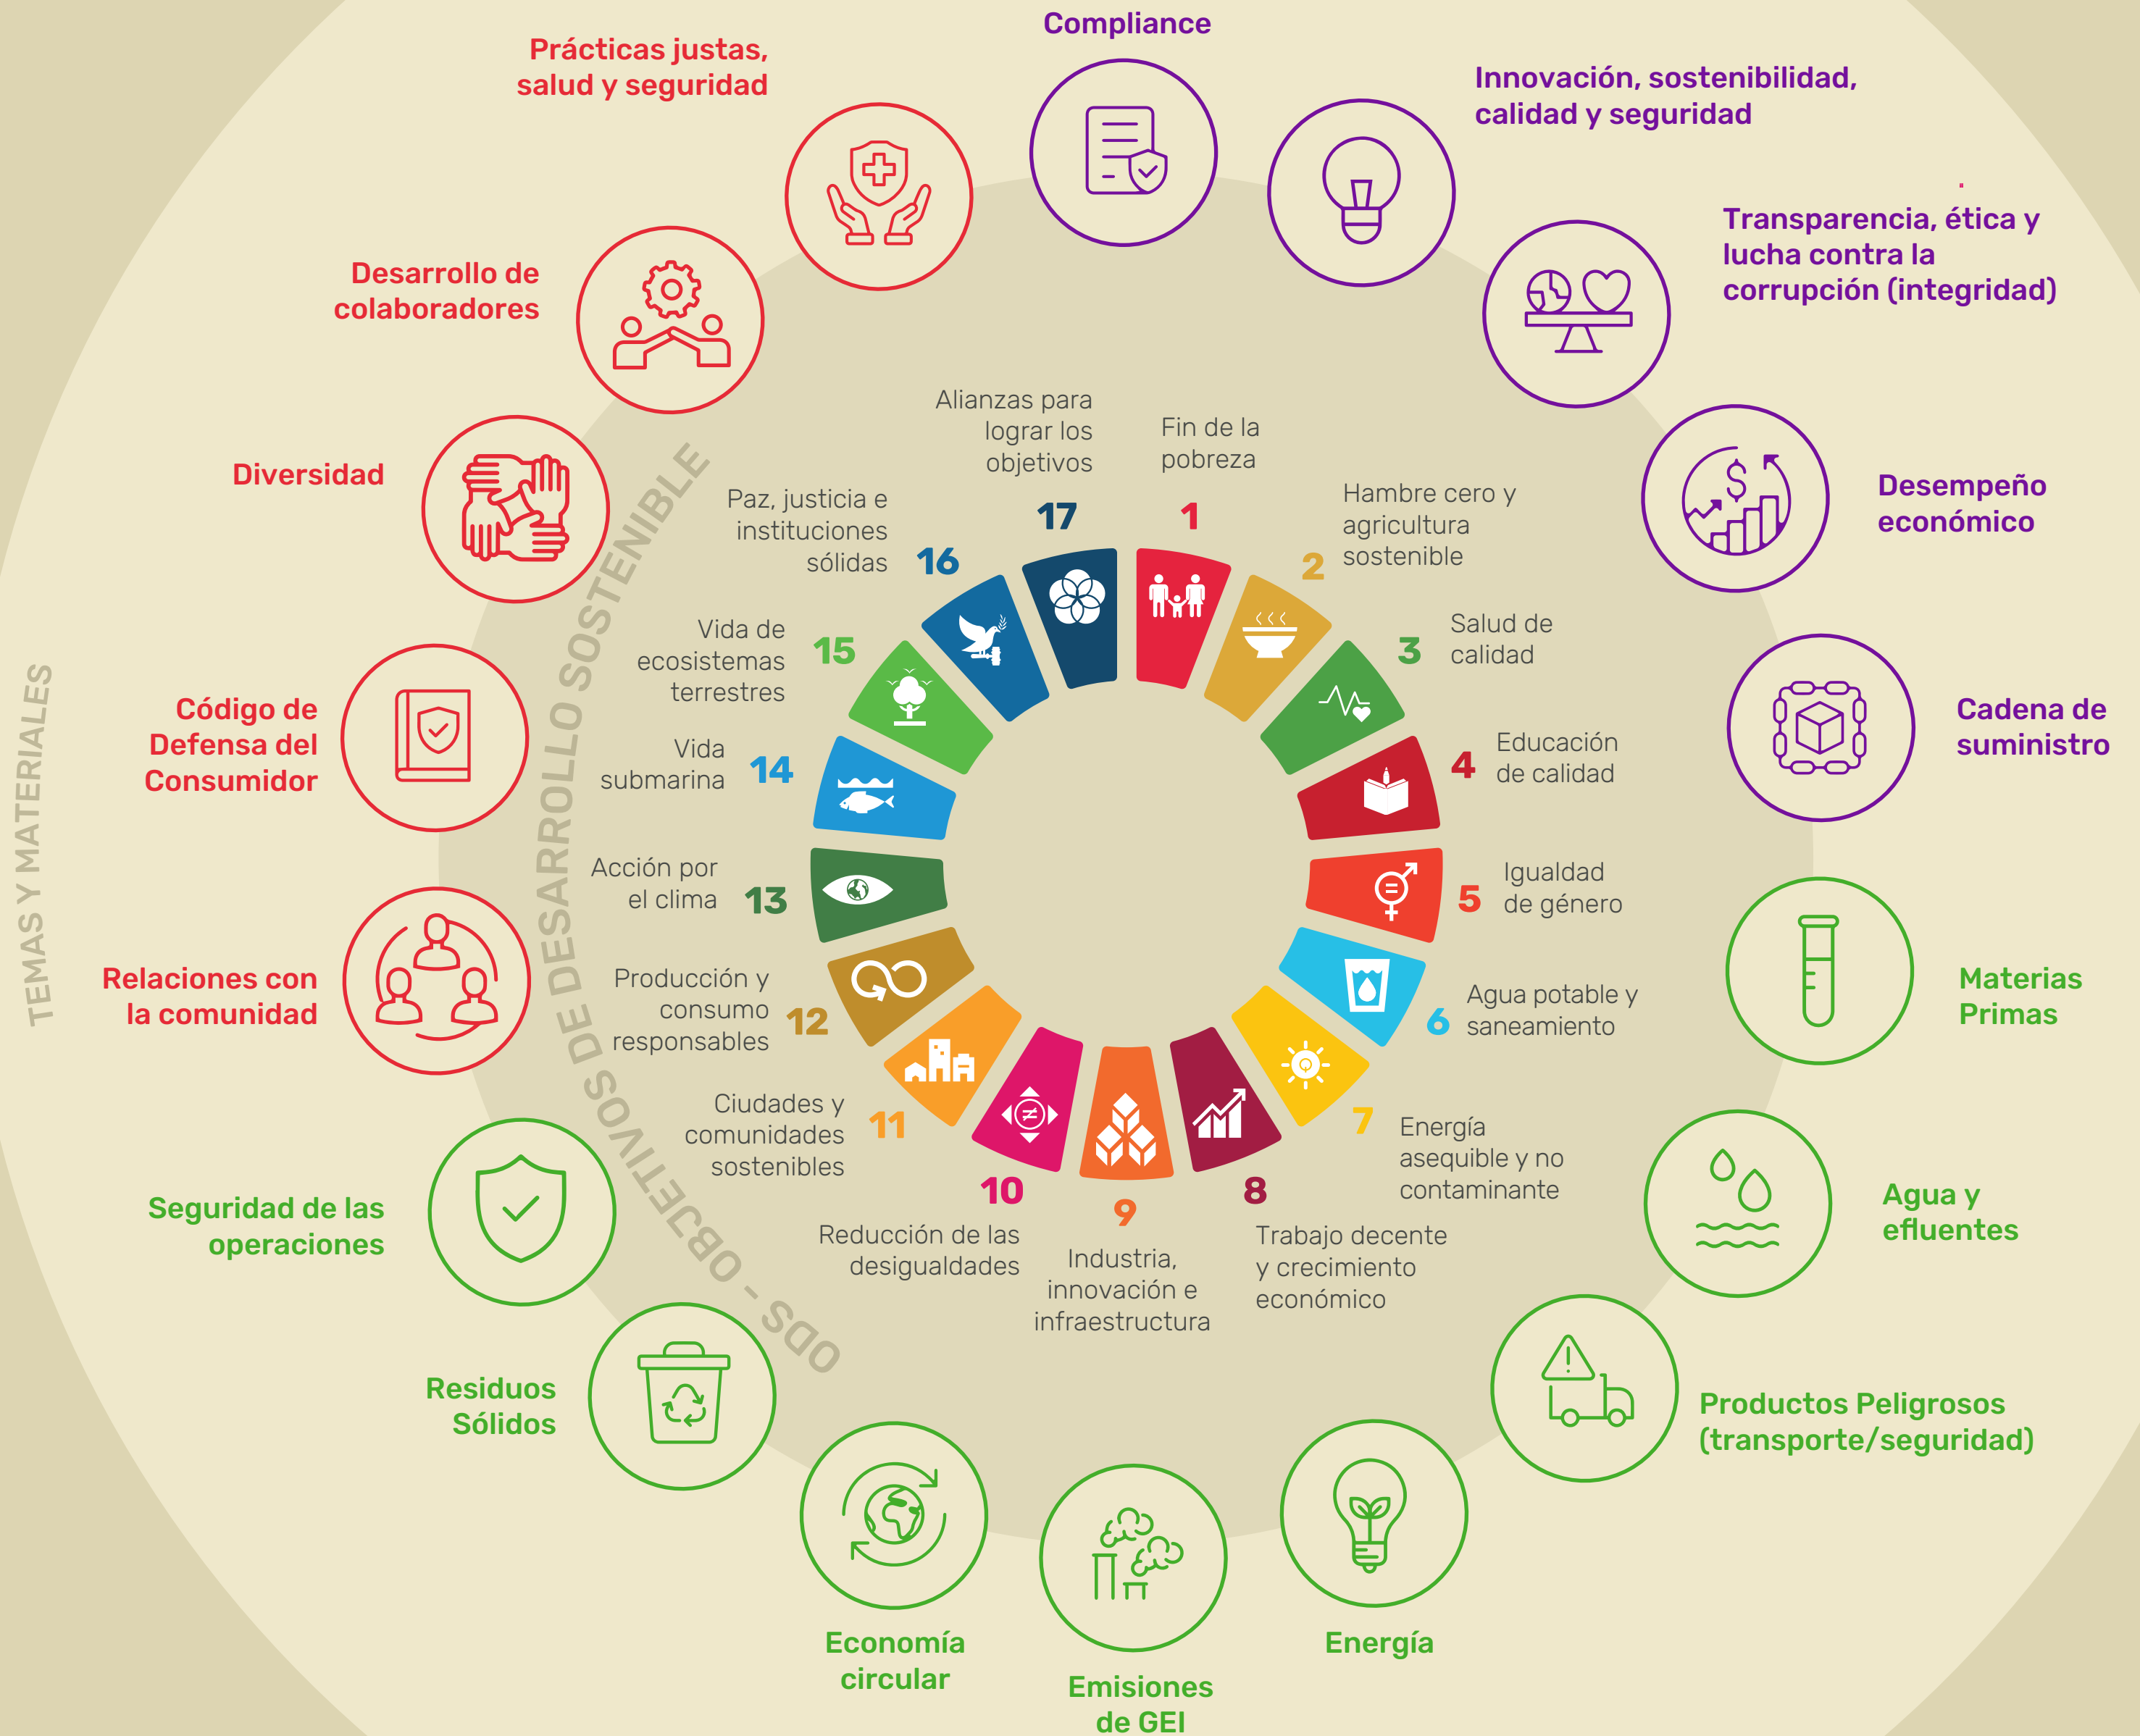 Compliance
Innovación, sostenibilidad,
calidad y seguridad
Transparencia, ética y
lucha contra la
corrupción (integridad)
Desempeño
económico
Cadena de
suministro
Materias
Primas
Agua y
efluentes
Productos Peligrosos
(transporte/seguridad)
Energía
Emisiones
de GEI
Economía
circular
Residuos
Sólidos
Seguridad de las
operaciones
Relaciones con
la comunidad
Código de
Defensa del
Consumidor
Diversidad
Desarrollo de
colaboradores
Prácticas justas,
salud y seguridad
TEMAS Y MATERIALES
ODS - OBJETIVOS DE DESARROLLO SOSTENIBLE
1
Fin de la
pobreza
2
Hambre cero y
agricultura
sostenible
3
Salud de
calidad
4
Educación
de calidad
5
Igualdad
de género
6
Agua potable y
saneamiento
7
Energía
asequible y no
contaminante
8
Trabajo decente
y crecimiento
económico
9
Industria,
innovación e
infraestructura
10
Reducción de las
desigualdades
11
Ciudades y
comunidades
sostenibles
12
Producción y
consumo
responsables
13
Acción por
el clima
14
Vida
submarina
15
Vida de
ecosistemas
terrestres
16
Paz, justicia e
instituciones
sólidas
17
Alianzas para
lograr los
objetivos